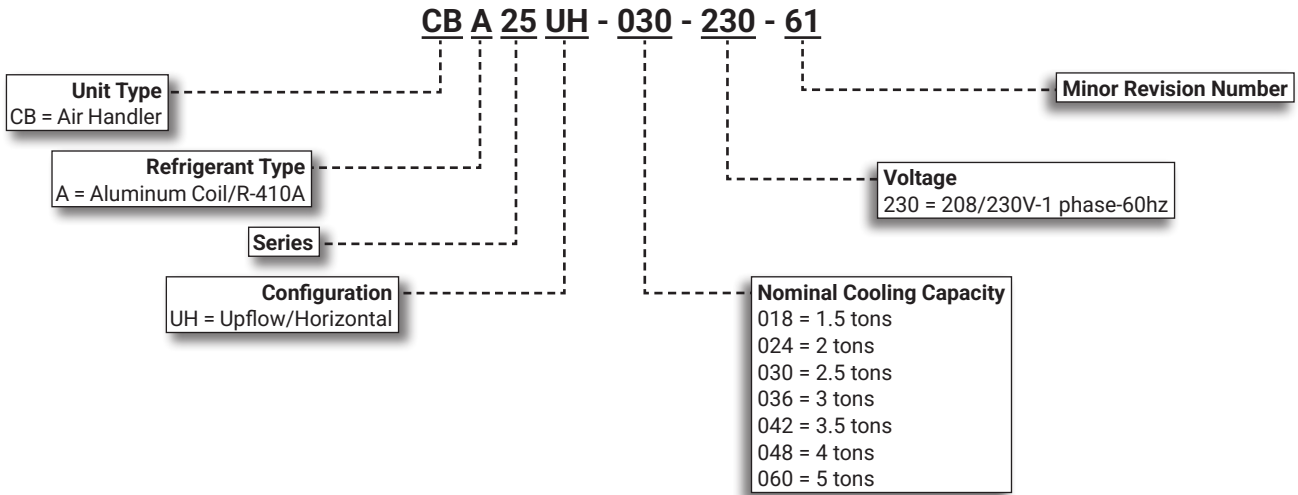 CB A 25 UH - 030 - 230 - 61
Unit Type
CB = Air Handler
Minor Revision Number
Refrigerant Type
A = Aluminum Coil/R-410A
Voltage
230 = 208/230V-1 phase-60hz
Series
Configuration
UH = Upflow/Horizontal
Nominal Cooling Capacity
018 = 1.5 tons
024 = 2 tons
030 = 2.5 tons
036 = 3 tons
042 = 3.5 tons
048 = 4 tons
060 = 5 tons